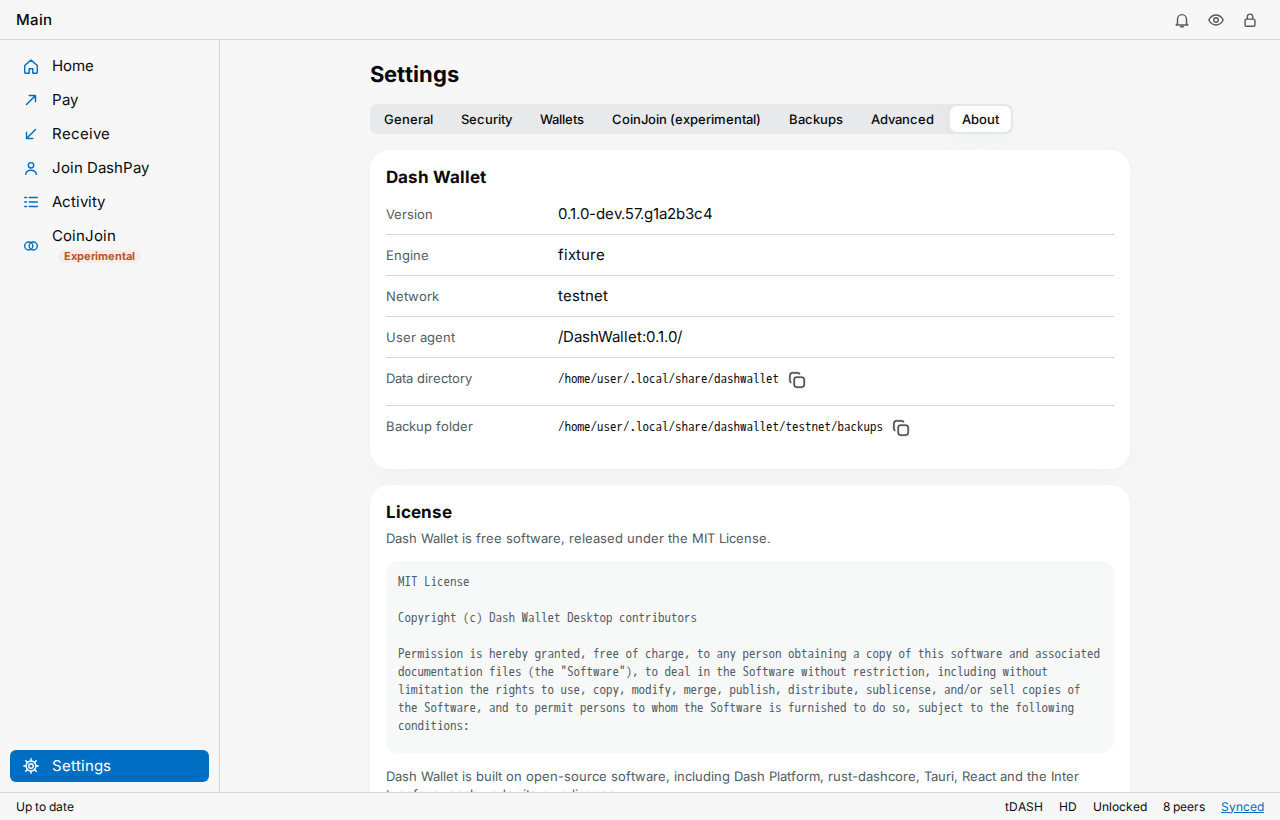 Main
Home
Pay
Receive
Join DashPay
Activity
CoinJoin
Experimental
Settings
Settings
General Security Wallets CoinJoin (experimental) Backups Advanced About
Dash Wallet
Version 0.1.0-dev.57.g1a2b3c4
Engine fixture
Network testnet
User agent /DashWallet:0.1.0/
Data directory /home/user/.local/share/dashwallet
Backup folder /home/user/.local/share/dashwallet/testnet/backups
License
Dash Wallet is free software, released under the MIT License.
MIT License
Copyright (c) Dash Wallet Desktop contributors
Permission is hereby granted, free of charge, to any person obtaining a copy of this software and associated
documentation files (the "Software"), to deal in the Software without restriction, including without
limitation the rights to use, copy, modify, merge, publish, distribute, sublicense, and/or sell copies of
the Software, and to permit persons to whom the Software is furnished to do so, subject to the following
conditions:
Dash Wallet is built on open-source software, including Dash Platform, rust-dashcore, Tauri, React and the Inter
Up to date tDASH HD Unlocked 8 peers Synced